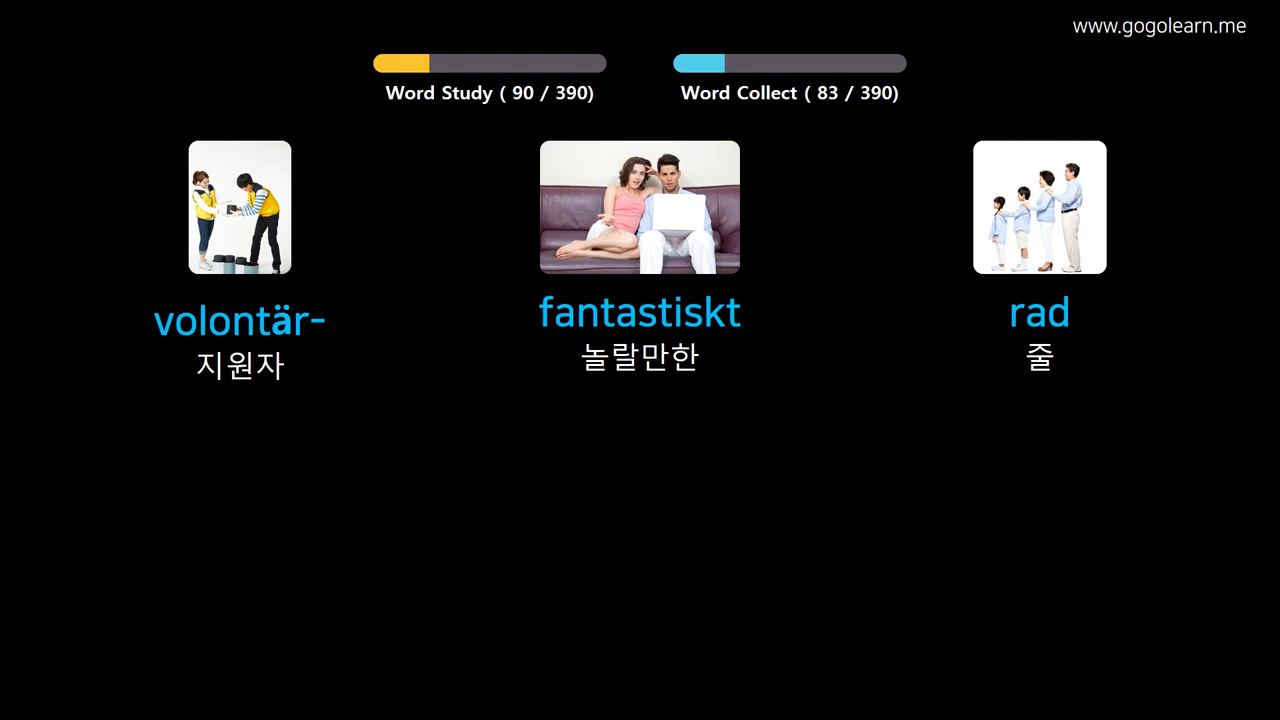 www.gogolearn.me
Word Study ( 90 / 390)
Word Collect ( 83 / 390)
volontär-
지원자
fantastiskt
놀랄만한
rad
줄